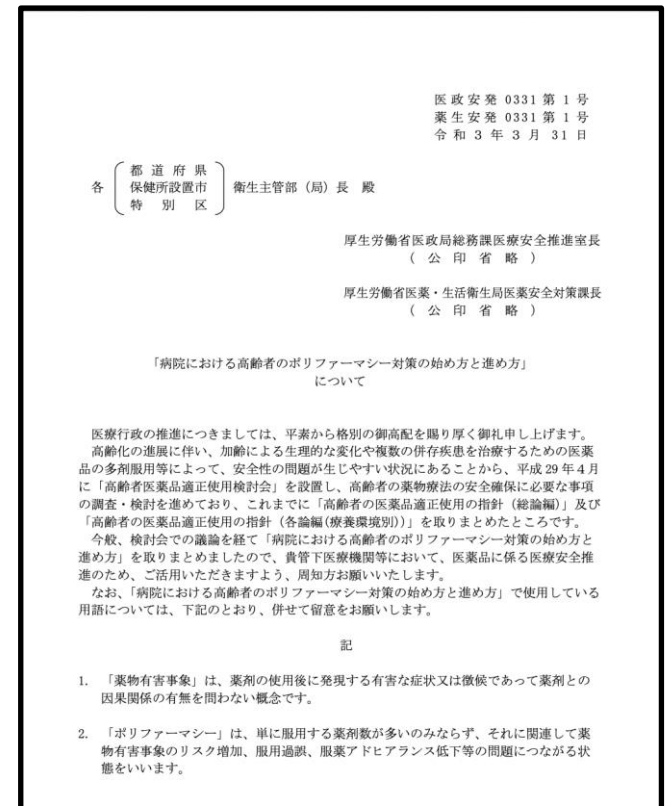 医政安発 0331 第 1 号
薬生安発 0331 第 1 号
令和 3 年 3 月 31 日
都道府県
各 保健所設置市 衛生主管部（局）長 殿
特別区
厚生労働省医政局総務課医療安全推進室長
（ 公 印 省 略 ）
厚生労働省医薬・生活衛生局医薬安全対策課長
（ 公 印 省 略 ）
「病院における高齢者のポリファーマシー対策の始め方と進め方」
について
医療行政の推進につきましては、平素から格別の御高配を賜り厚く御礼申し上げます。
高齢化の進展に伴い、加齢による生理的な変化や複数の併存疾患を治療するための医薬
品の多剤服用等によって、安全性の問題が生じやすい状況にあることから、平成 29 年 4 月
に「高齢者医薬品適正使用検討会」を設置し、高齢者の薬物療法の安全確保に必要な事項
の調査・検討を進めており、これまでに「高齢者の医薬品適正使用の指針（総論編）」及び
「高齢者の医薬品適正使用の指針（各論編(療養環境別)）」を取りまとめたところです。
今般、検討会での議論を経て「病院における高齢者のポリファーマシー対策の始め方と
進め方」を取りまとめましたので、貴管下医療機関等において、医薬品に係る医療安全推
進のため、ご活用いただきますよう、周知方お願いいたします。
なお、「病院における高齢者のポリファーマシー対策の始め方と進め方」で使用している
用語については、下記のとおり、併せて留意をお願いします。
記
1. 「薬物有害事象」は、薬剤の使用後に発現する有害な症状又は徴候であって薬剤との
因果関係の有無を問わない概念です。
2. 「ポリファーマシー」は、単に服用する薬剤数が多いのみならず、それに関連して薬
物有害事象のリスク増加、服用過誤、服薬アドヒアランス低下等の問題につながる状
態をいいます。